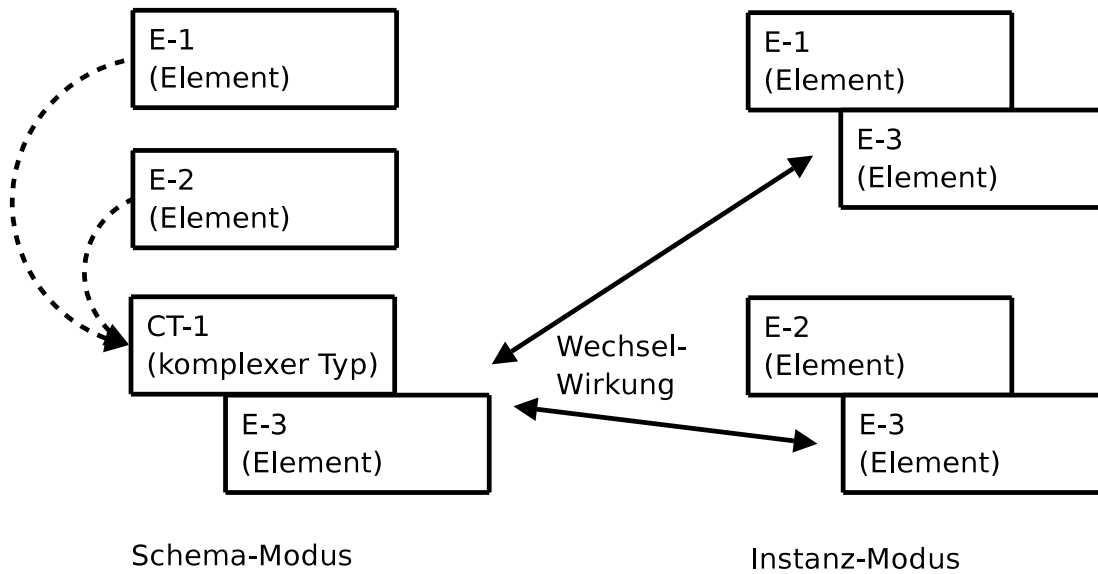 E-1
(Element)
E-2
(Element)
CT-1
(komplexer Typ)
E-3
(Element)
Schema-Modus
Wechsel-
Wirkung
E-1
(Element)
E-3
(Element)
E-2
(Element)
E-3
(Element)
Instanz-Modus